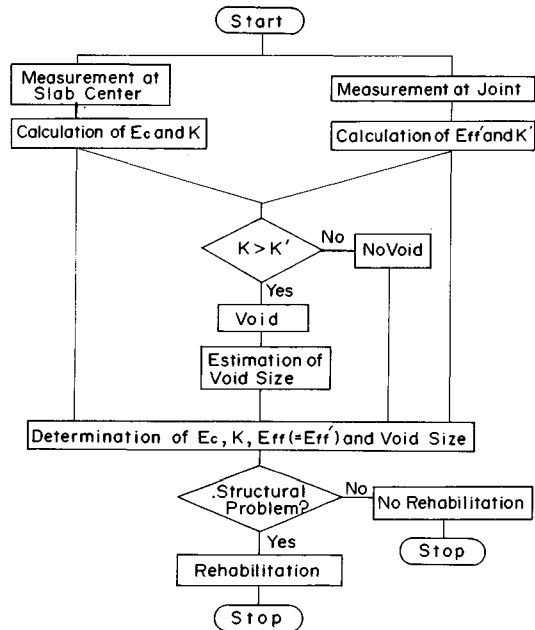 Start
Measurement at
Slab Center
Measurement at Joint
Calculation of Ec and K
Calculation of Eff' and K'
K > K'
No
No Void
Yes
Void
Estimation of
Void Size
Determination of Ec, K, Eff(=Eff') and Void Size
.Structural
Problem?
No
No Rehabilitation
Yes
Stop
Rehabilitation
Stop